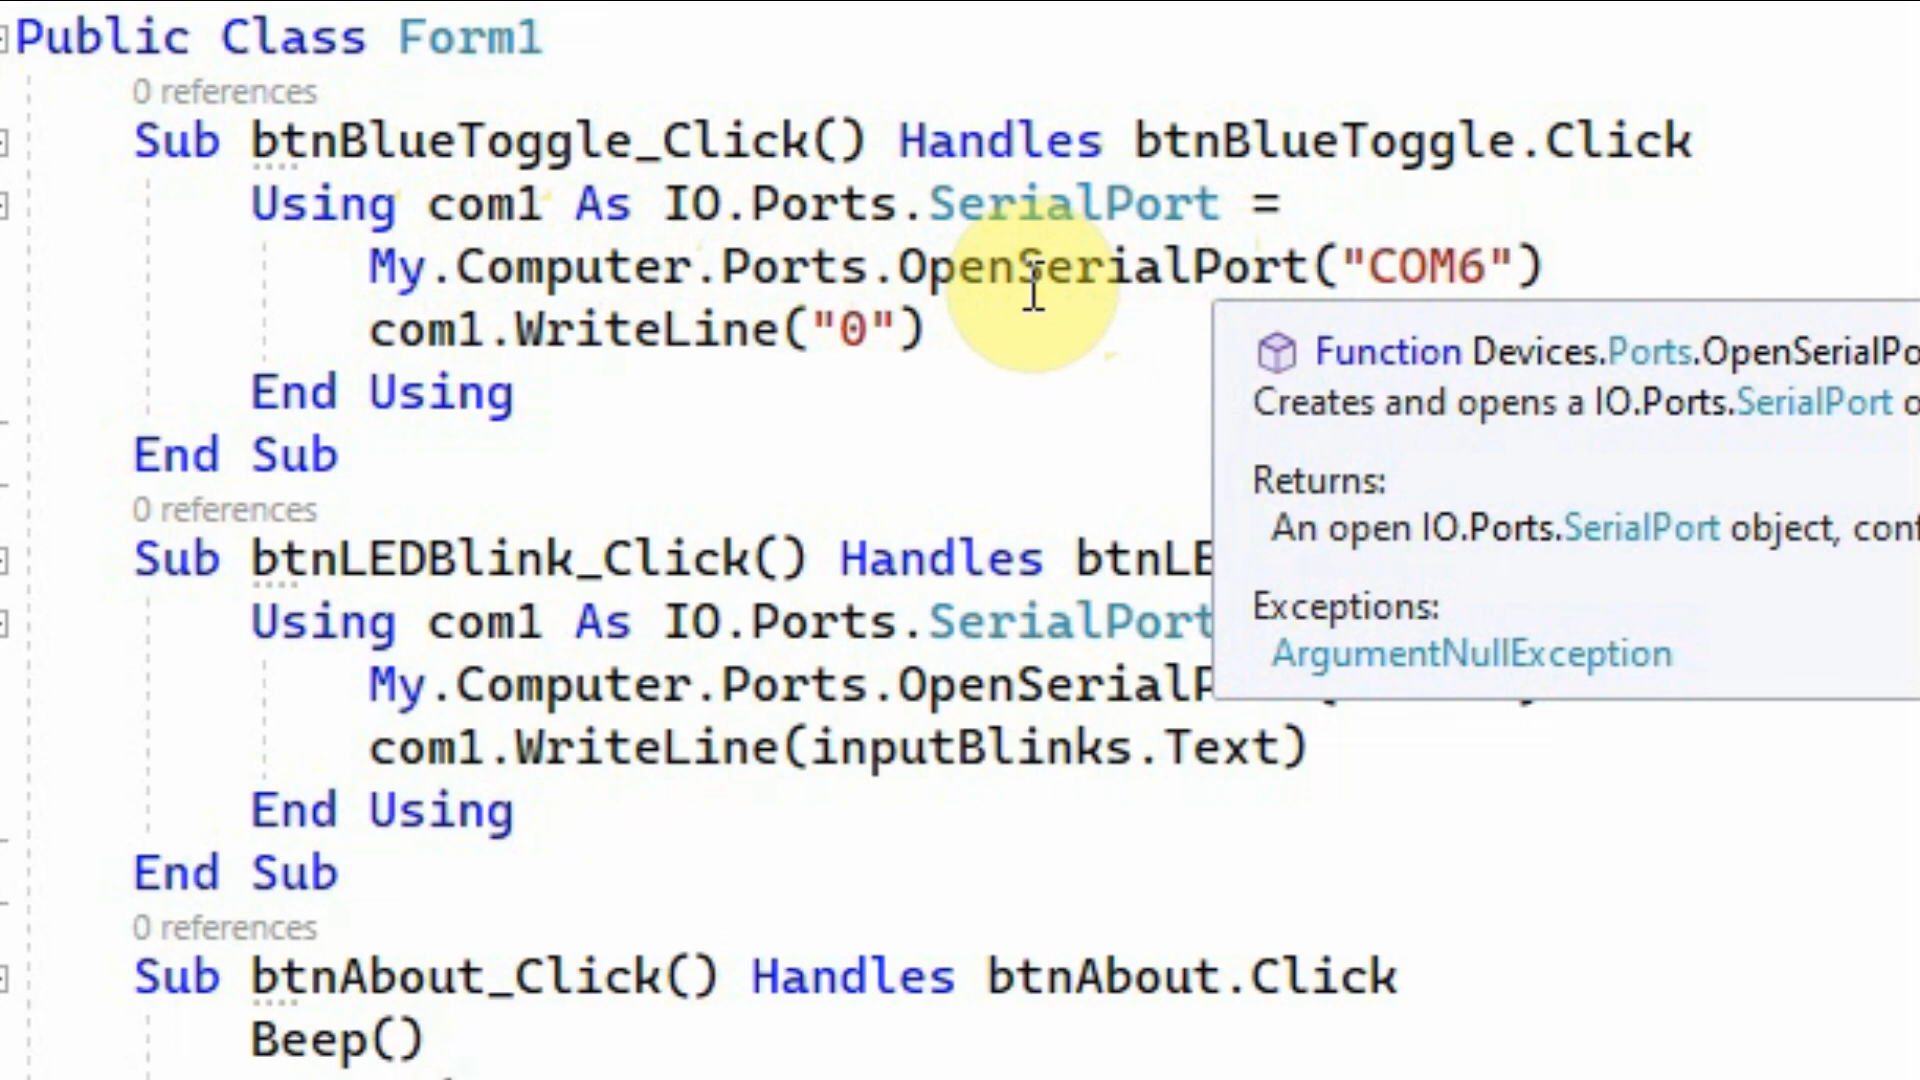 Public Class Form1
0 references
Sub btnBlueToggle_Click() Handles btnBlueToggle.Click
Using com1 As IO.Ports.SerialPort =
My.Computer.Ports.OpenSerialPort("COM6")
com1.WriteLine("0")
End Using
End Sub
0 references
Sub btnLEDBlink_Click() Handles btnLE
Using com1 As IO.Ports.SerialPort
My.Computer.Ports.OpenSerialP
com1.WriteLine(inputBlinks.Text)
End Using
End Sub
0 references
Sub btnAbout_Click() Handles btnAbout.Click
Beep()
Function Devices.Ports.OpenSerialPo
Creates and opens a IO.Ports.SerialPort o
Returns:
An open IO.Ports.SerialPort object, conf
Exceptions:
ArgumentNullException